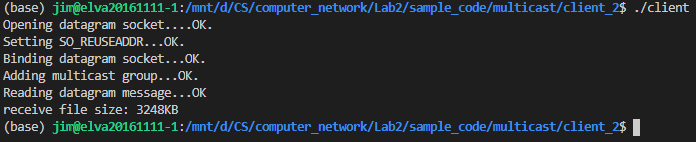 (base) jim@elva20161111-1:/mnt/d/CS/computer_network/Lab2/sample_code/multicast/client_2$ ./client
Opening datagram socket....OK.
Setting SO_REUSEADDR...OK.
Binding datagram socket...OK.
Adding multicast group...OK.
Reading datagram message...OK
receive file size: 3248KB
(base) jim@elva20161111-1:/mnt/d/CS/computer_network/Lab2/sample_code/multicast/client_2$